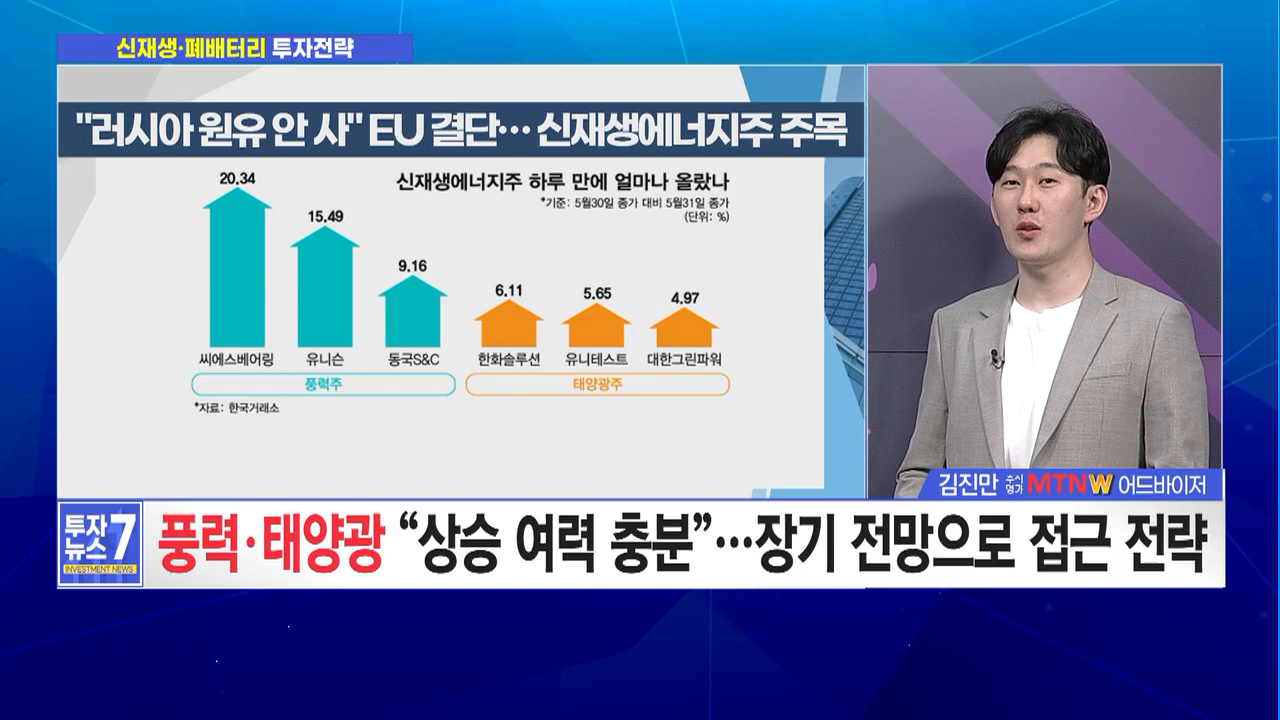 신재생·폐배터리 투자전략
"러시아 원유 안 사" EU 결단… 신재생에너지주 주목
신재생에너지주 하루 만에 얼마나 올랐나
*기준: 5월30일 종가 대비 5월31일 종가
(단위: %)
20.34
15.49
9.16
6.11
5.65
4.97
씨에스베어링
유니슨
동국S&C
한화솔루션
유니테스트
대한그린파워
풍력주
태양광주
*자료: 한국거래소
김진만 주식명가 MTNW 어드바이저
투자뉴스7
INVESTMENT NEWS
풍력·태양광 “상승 여력 충분”…장기 전망으로 접근 전략